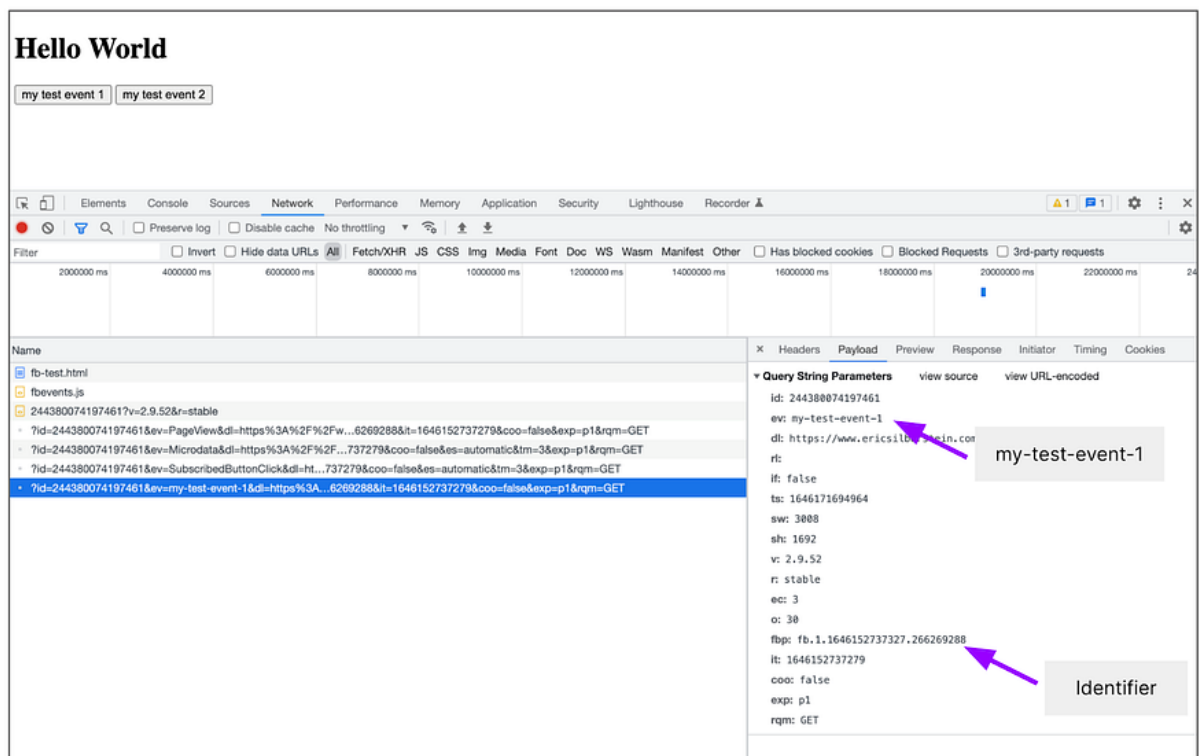 Hello World
my test event 1 my test event 2
Elements Console Sources Network Performance Memory Application Security Lighthouse Recorder 1 1
Preserve log Disable cache No throttling
Filter Invert Hide data URLs All Fetch/XHR JS CSS Img Media Font Doc WS Wasm Manifest Other Has blocked cookies Blocked Requests 3rd-party requests
2000000 ms 4000000 ms 6000000 ms 8000000 ms 10000000 ms 12000000 ms 14000000 ms 16000000 ms 18000000 ms 20000000 ms 22000000 ms 24
Name
fb-test.html
fbevents.js
244380074197461?v=2.9.52&r=stable
?id=244380074197461&ev=PageView&dl=https%3A%2F%2Fw...6269288&it=1646152737279&coo=false&exp=p1&rqm=GET
?id=244380074197461&ev=Microdata&dl=https%3A%2F%2F...737279&coo=false&es=automatic&tm=3&exp=p1&rqm=GET
?id=244380074197461&ev=SubscribedButtonClick&dl=ht...737279&coo=false&es=automatic&tm=3&exp=p1&rqm=GET
?id=244380074197461&ev=my-test-event-1&dl=https%3A...6269288&it=1646152737279&coo=false&exp=p1&rqm=GET
Headers Payload Preview Response Initiator Timing Cookies
Query String Parameters view source view URL-encoded
id: 244380074197461
ev: my-test-event-1
dl: https://www.ericsilberstein.com
my-test-event-1
rl:
if: false
ts: 1646171694964
sw: 3008
sh: 1692
v: 2.9.52
r: stable
ec: 3
o: 30
fbp: fb.1.1646152737327.266269288
it: 1646152737279
coo: false
Identifier
exp: p1
rqm: GET